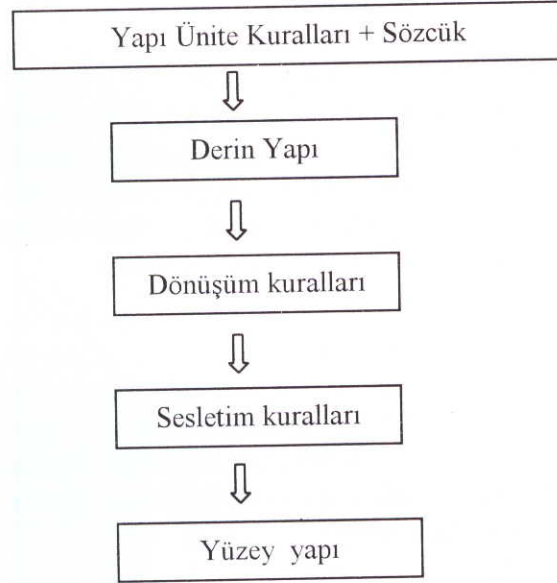 Yapı Ünite Kuralları + Sözcük
Derin Yapı
Dönüşüm kuralları
Sesletim kuralları
Yüzey yapı